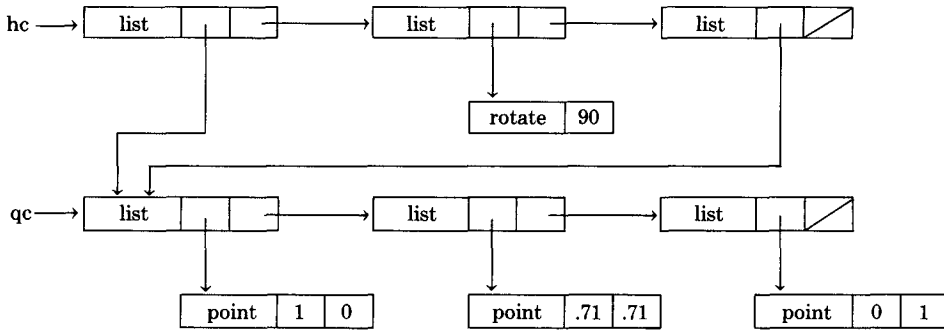 hc list list list
rotate 90
qc list list list
point 1 0 point .71 .71 point 0 1